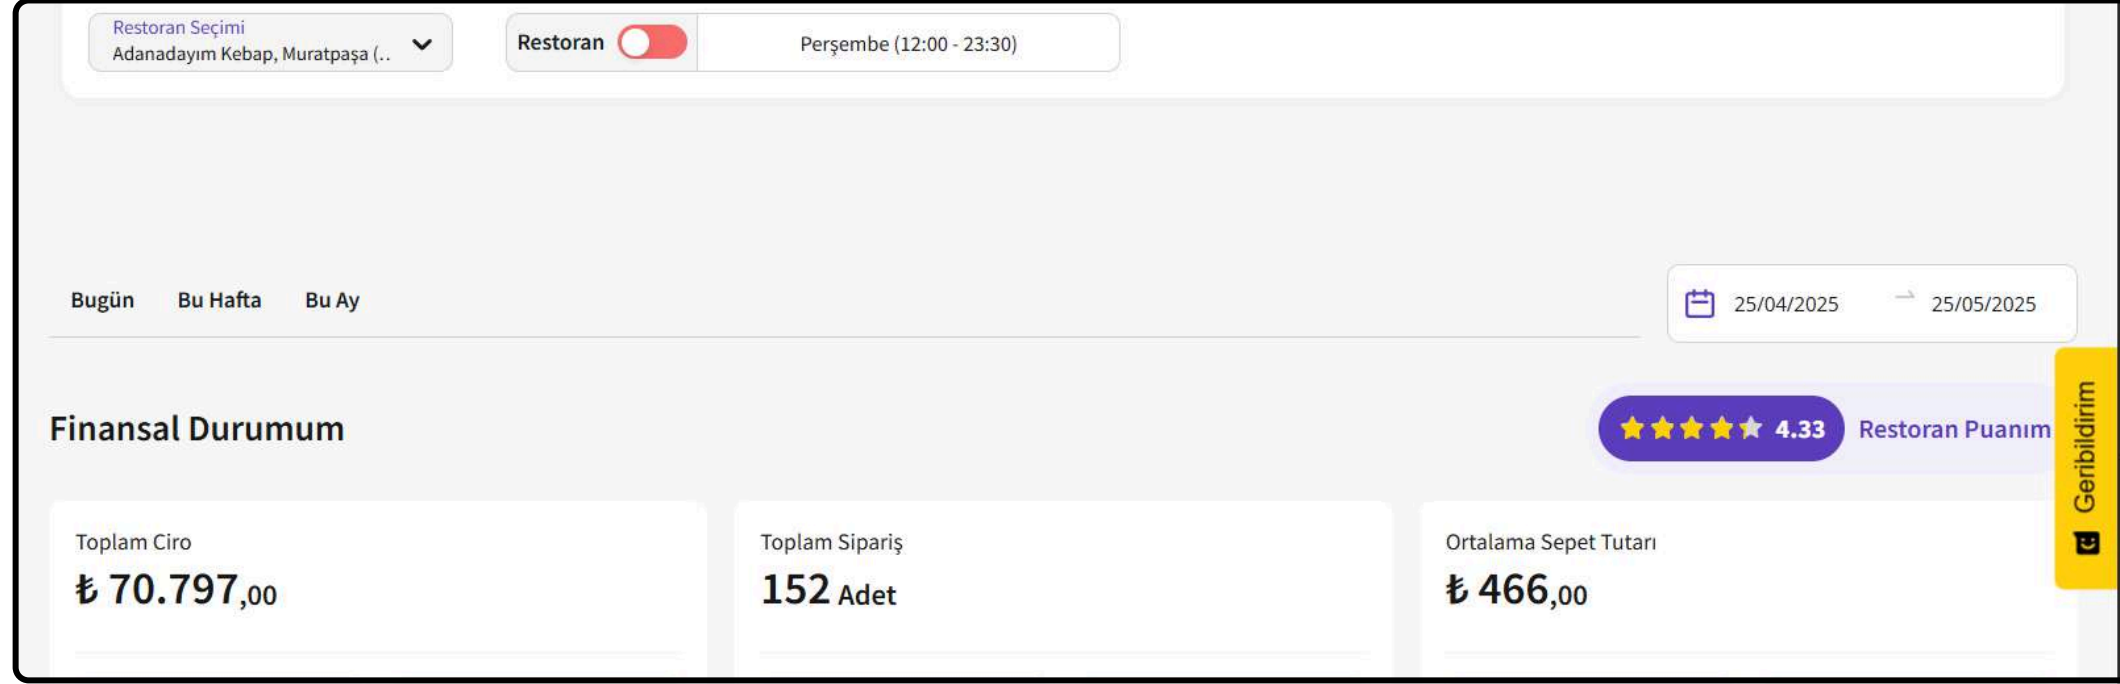 Restoran Seçimi
Adanadayım Kebap, Muratpaşa (..
Restoran
Perşembe (12:00 - 23:30)
Bugün Bu Hafta Bu Ay
25/04/2025 → 25/05/2025
Finansal Durumum
4.33 Restoran Puanım
Geribildirim
Toplam Ciro
₺ 70.797,00
Toplam Sipariş
152 Adet
Ortalama Sepet Tutarı
₺ 466,00